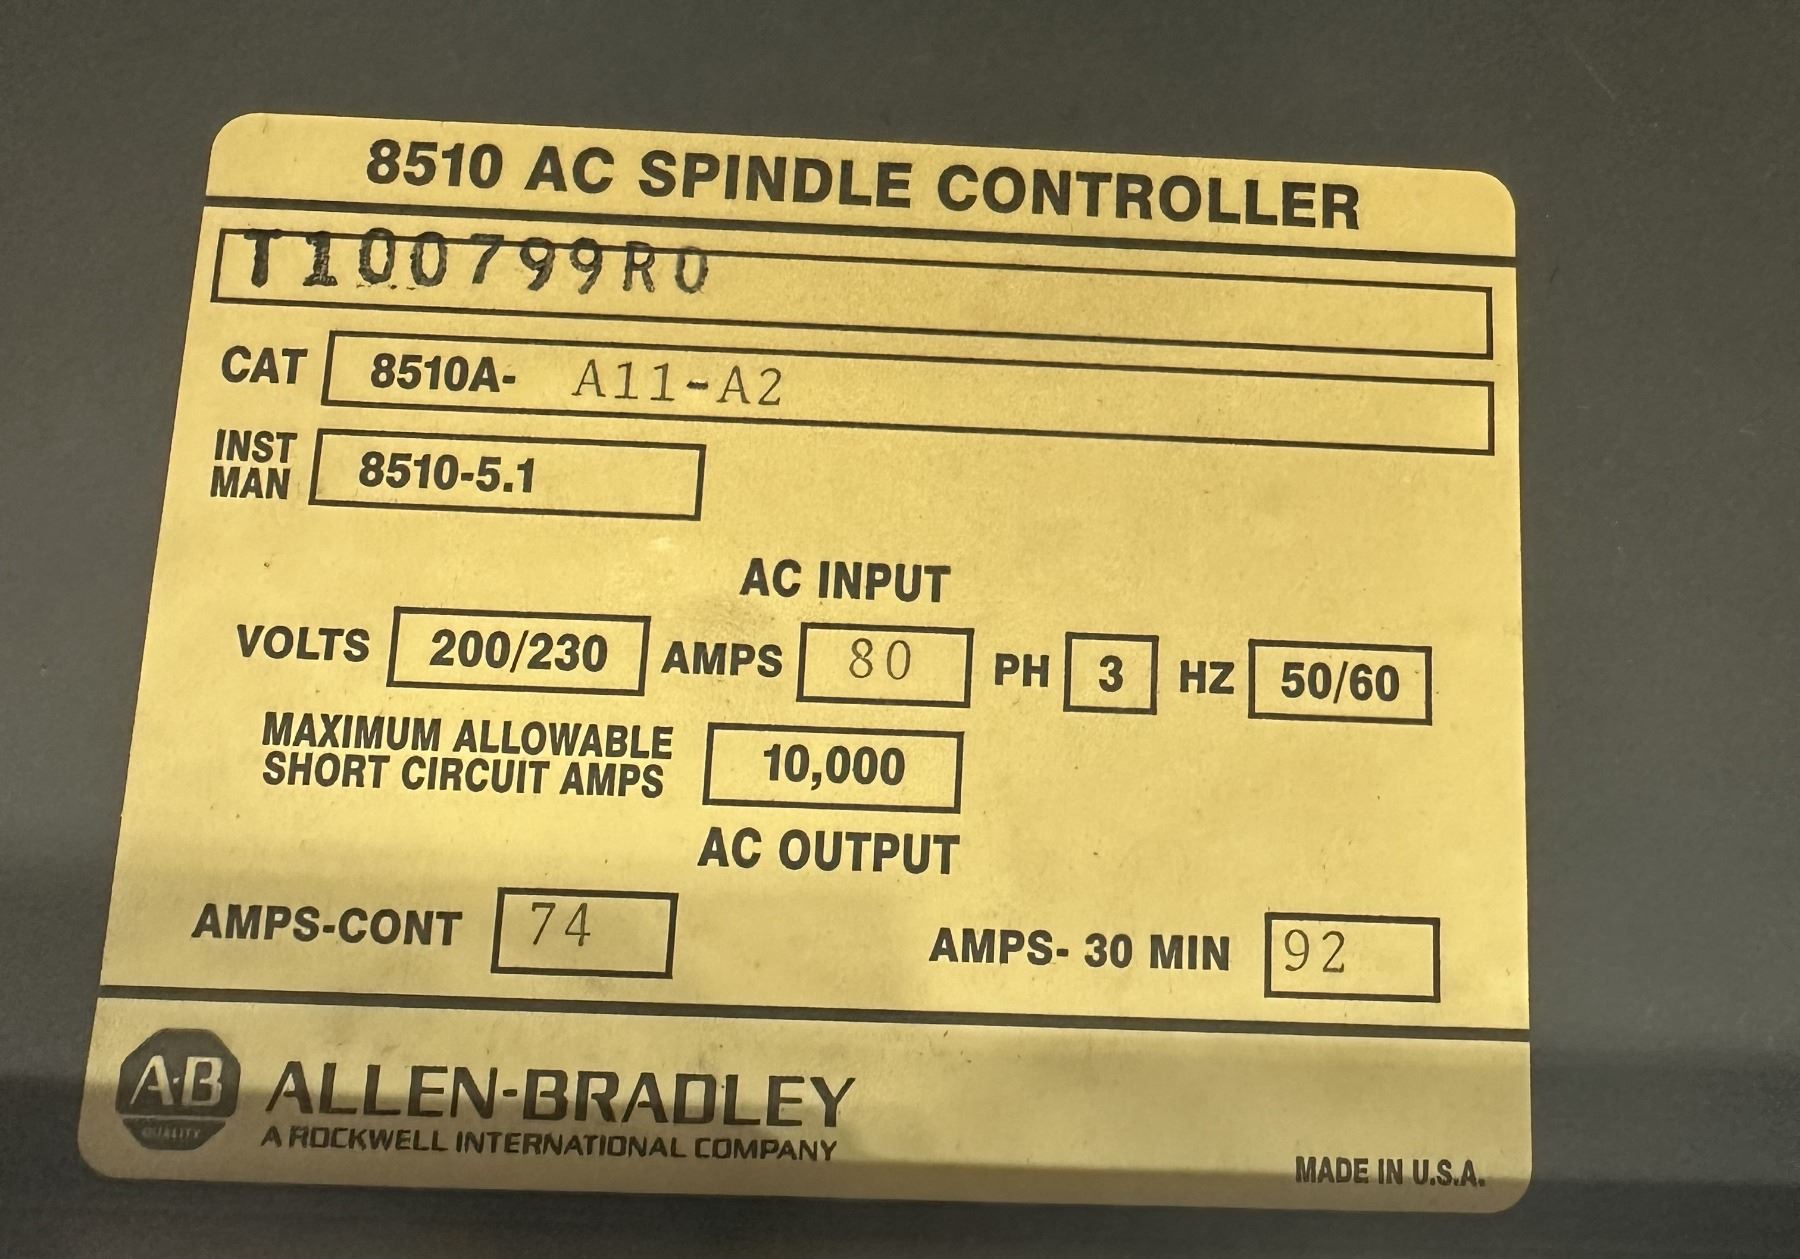 8510 AC SPINDLE CONTROLLER
T100799R0
CAT 8510A- A11-A2
INST MAN 8510-5.1
AC INPUT
VOLTS 200/230 AMPS 80 PH 3 HZ 50/60
MAXIMUM ALLOWABLE
SHORT CIRCUIT AMPS 10,000
AC OUTPUT
AMPS-CONT 74 AMPS- 30 MIN 92
A·B
QUALITY
ALLEN-BRADLEY
A ROCKWELL INTERNATIONAL COMPANY
MADE IN U.S.A.